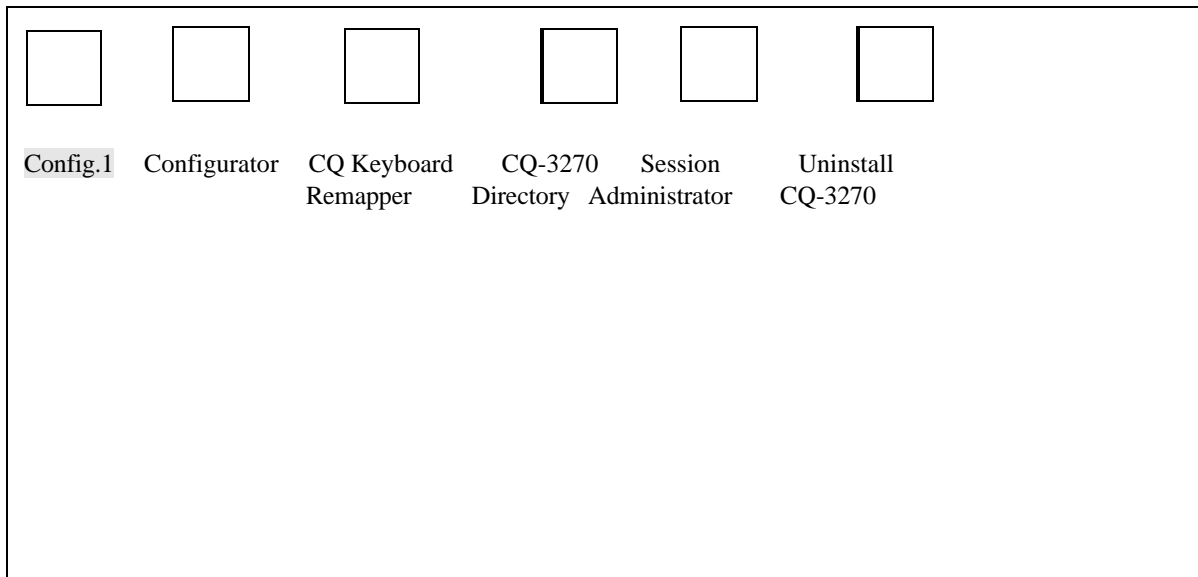 Config.1 Configurator CQ Keyboard CQ-3270 Session Uninstall
Remapper Directory Administrator CQ-3270